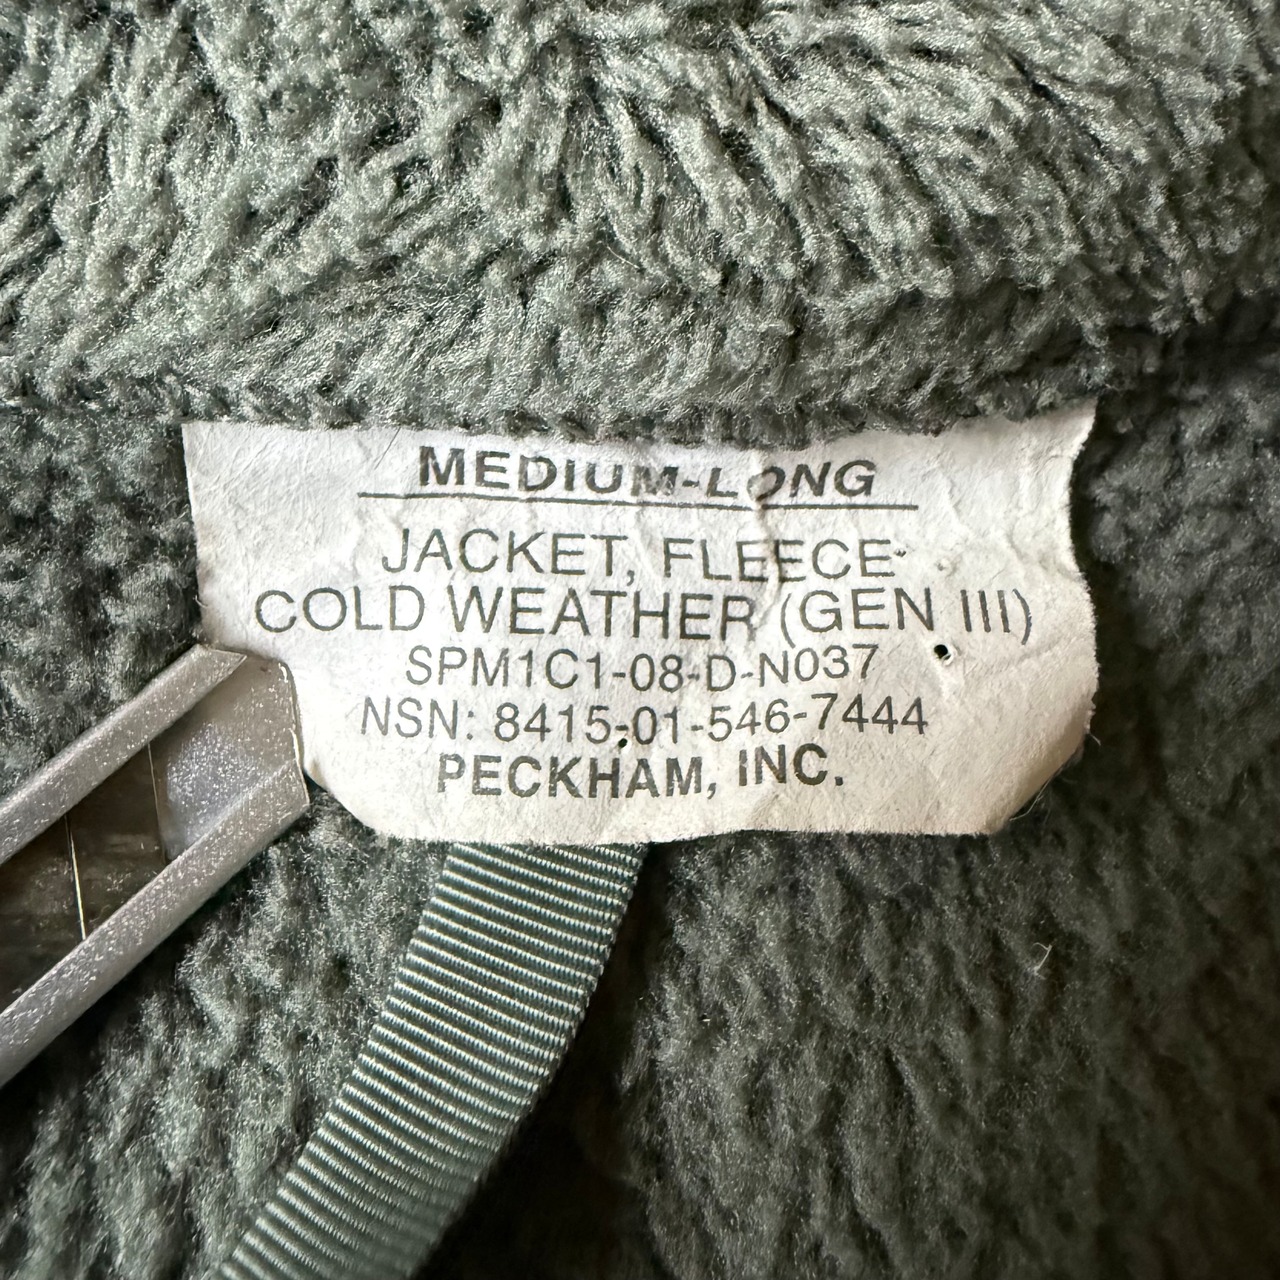 MEDIUM-LONG
JACKET, FLEECE
COLD WEATHER (GEN III)
SPM1C1-08-D-N037
NSN: 8415-01-546-7444
PECKHAM, INC.